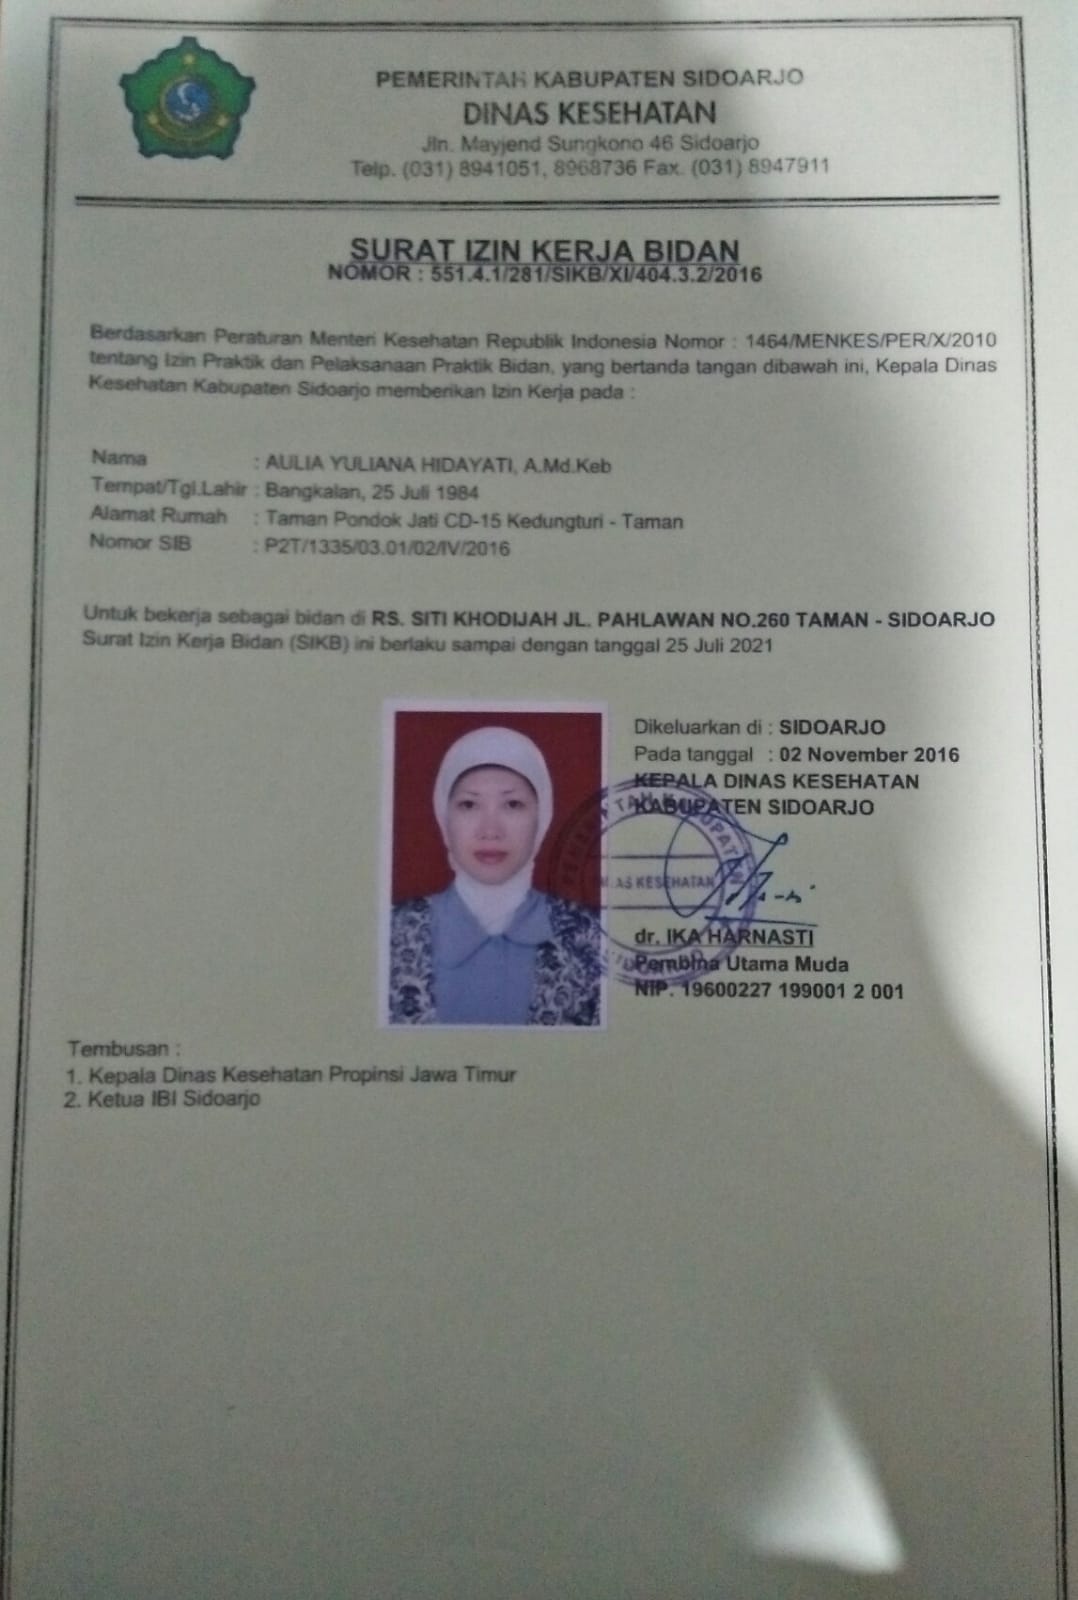 PEMERINTAH KABUPATEN SIDOARJO
DINAS KESEHATAN
Jln. Mayjend Sungkono 46 Sidoarjo
Telp. (031) 8941051, 8968736 Fax. (031) 8947911
SURAT IZIN KERJA BIDAN
NOMOR : 551.4.1/281/SIKB/XI/404.3.2/2016
Berdasarkan Peraturan Menteri Kesehatan Republik Indonesia Nomor : 1464/MENKES/PER/X/2010
tentang Izin Praktik dan Pelaksanaan Praktik Bidan, yang bertanda tangan dibawah ini, Kepala Dinas
Kesehatan Kabupaten Sidoarjo memberikan Izin Kerja pada :
Nama : AULIA YULIANA HIDAYATI, A.Md.Keb
Tempat/Tgl.Lahir : Bangkalan, 25 Juli 1984
Alamat Rumah : Taman Pondok Jati CD-15 Kedungturi - Taman
Nomor SIB : P2T/1335/03.01/02/IV/2016
Untuk bekerja sebagai bidan di RS. SITI KHODIJAH JL. PAHLAWAN NO.260 TAMAN - SIDOARJO
Surat Izin Kerja Bidan (SIKB) ini berlaku sampai dengan tanggal 25 Juli 2021
Dikeluarkan di : SIDOARJO
Pada tanggal : 02 November 2016
KEPALA DINAS KESEHATAN
KABUPATEN SIDOARJO
DINAS KESEHATAN
dr. IKA HARNASTI
Pembina Utama Muda
NIP. 19600227 199001 2 001
Tembusan :
1. Kepala Dinas Kesehatan Propinsi Jawa Timur
2. Ketua IBI Sidoarjo